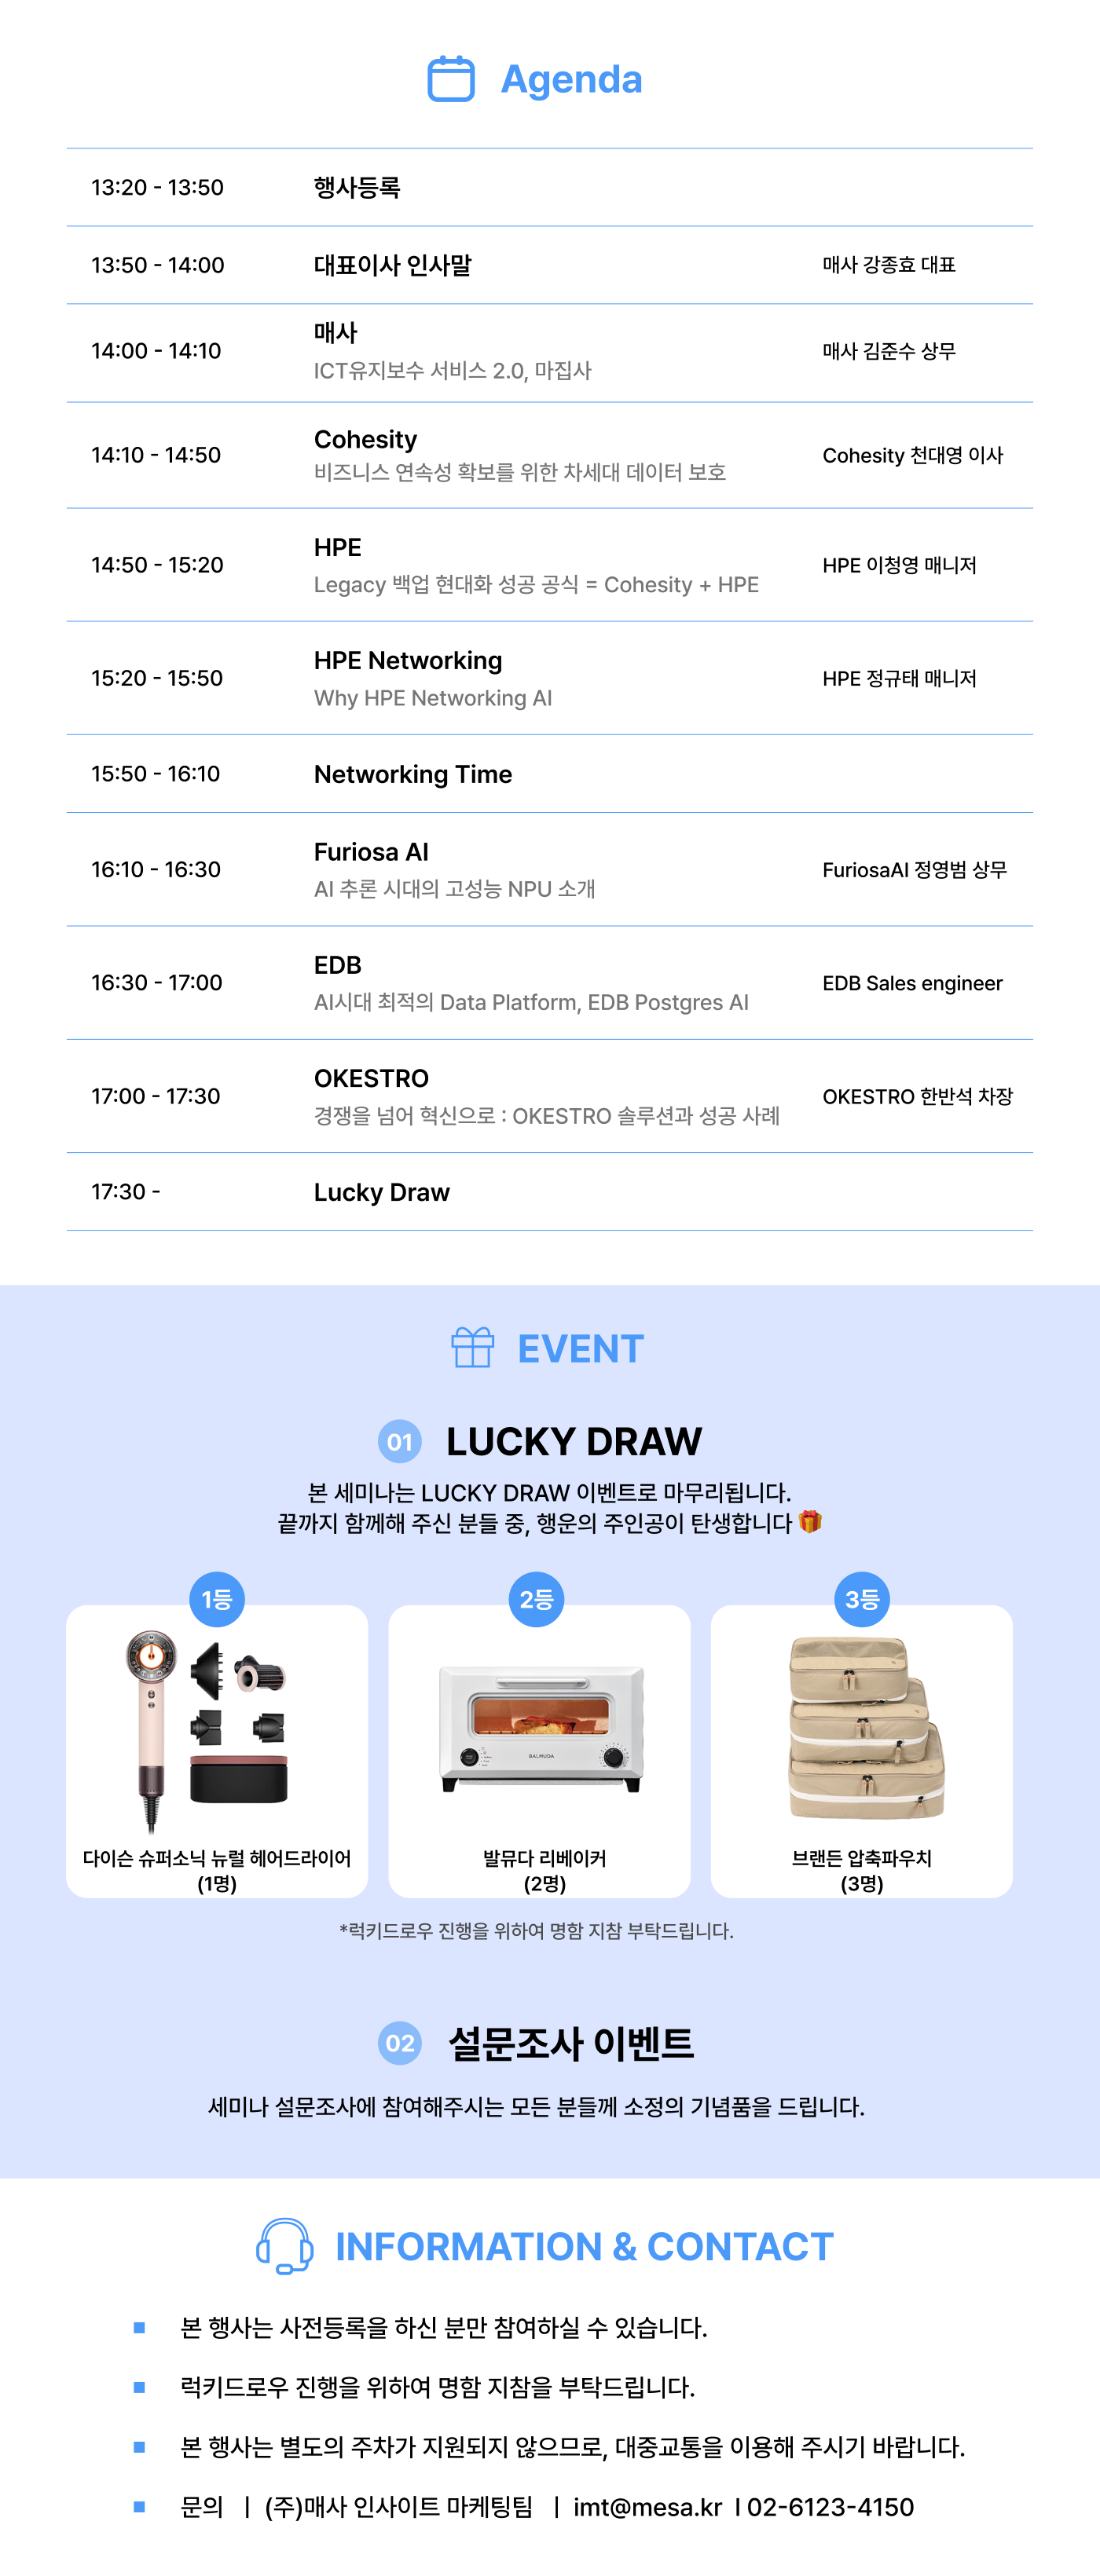 Agenda
13:20 - 13:50 행사등록
13:50 - 14:00 대표이사 인사말 매사 강종효 대표
14:00 - 14:10 매사 매사 김준수 상무
ICT유지보수 서비스 2.0, 마집사
14:10 - 14:50 Cohesity Cohesity 천대영 이사
비즈니스 연속성 확보를 위한 차세대 데이터 보호
14:50 - 15:20 HPE HPE 이청영 매니저
Legacy 백업 현대화 성공 공식 = Cohesity + HPE
15:20 - 15:50 HPE Networking HPE 정규태 매니저
Why HPE Networking AI
15:50 - 16:10 Networking Time
16:10 - 16:30 Furiosa AI FuriosaAI 정영범 상무
AI 추론 시대의 고성능 NPU 소개
16:30 - 17:00 EDB EDB Sales engineer
AI시대 최적의 Data Platform, EDB Postgres AI
17:00 - 17:30 OKESTRO OKESTRO 한반석 차장
경쟁을 넘어 혁신으로 : OKESTRO 솔루션과 성공 사례
17:30 - Lucky Draw
EVENT
01 LUCKY DRAW
본 세미나는 LUCKY DRAW 이벤트로 마무리됩니다.
끝까지 함께해 주신 분들 중, 행운의 주인공이 탄생합니다 🎁
1등 2등 3등
BALMUDA
다이슨 슈퍼소닉 뉴럴 헤어드라이어 발뮤다 리베이커 브랜든 압축파우치
(1명) (2명) (3명)
*럭키드로우 진행을 위하여 명함 지참 부탁드립니다.
02 설문조사 이벤트
세미나 설문조사에 참여해주시는 모든 분들께 소정의 기념품을 드립니다.
INFORMATION & CONTACT
■ 본 행사는 사전등록을 하신 분만 참여하실 수 있습니다.
■ 럭키드로우 진행을 위하여 명함 지참을 부탁드립니다.
■ 본 행사는 별도의 주차가 지원되지 않으므로, 대중교통을 이용해 주시기 바랍니다.
■ 문의 | (주)매사 인사이트 마케팅팀 | imt@mesa.kr I 02-6123-4150